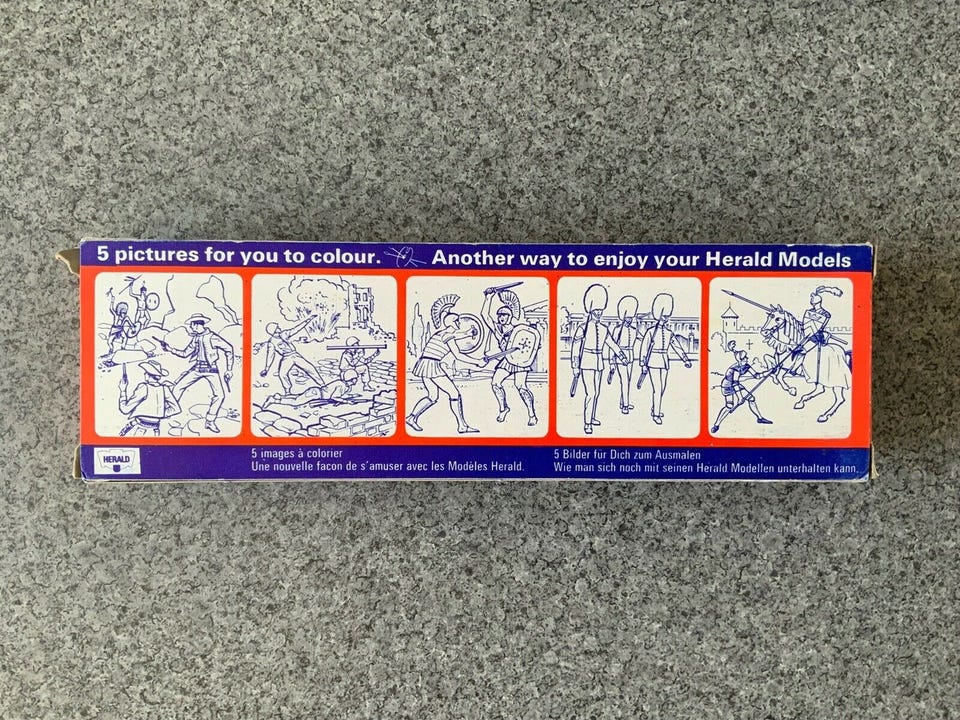 5 pictures for you to colour. Another way to enjoy your Herald Models
HERALD
5 images à colorier
Une nouvelle facon de s'amuser avec les Modèles Herald.
5 Bilder für Dich zum Ausmalen
Wie man sich noch mit seinen Herald Modellen unterhalten kann.